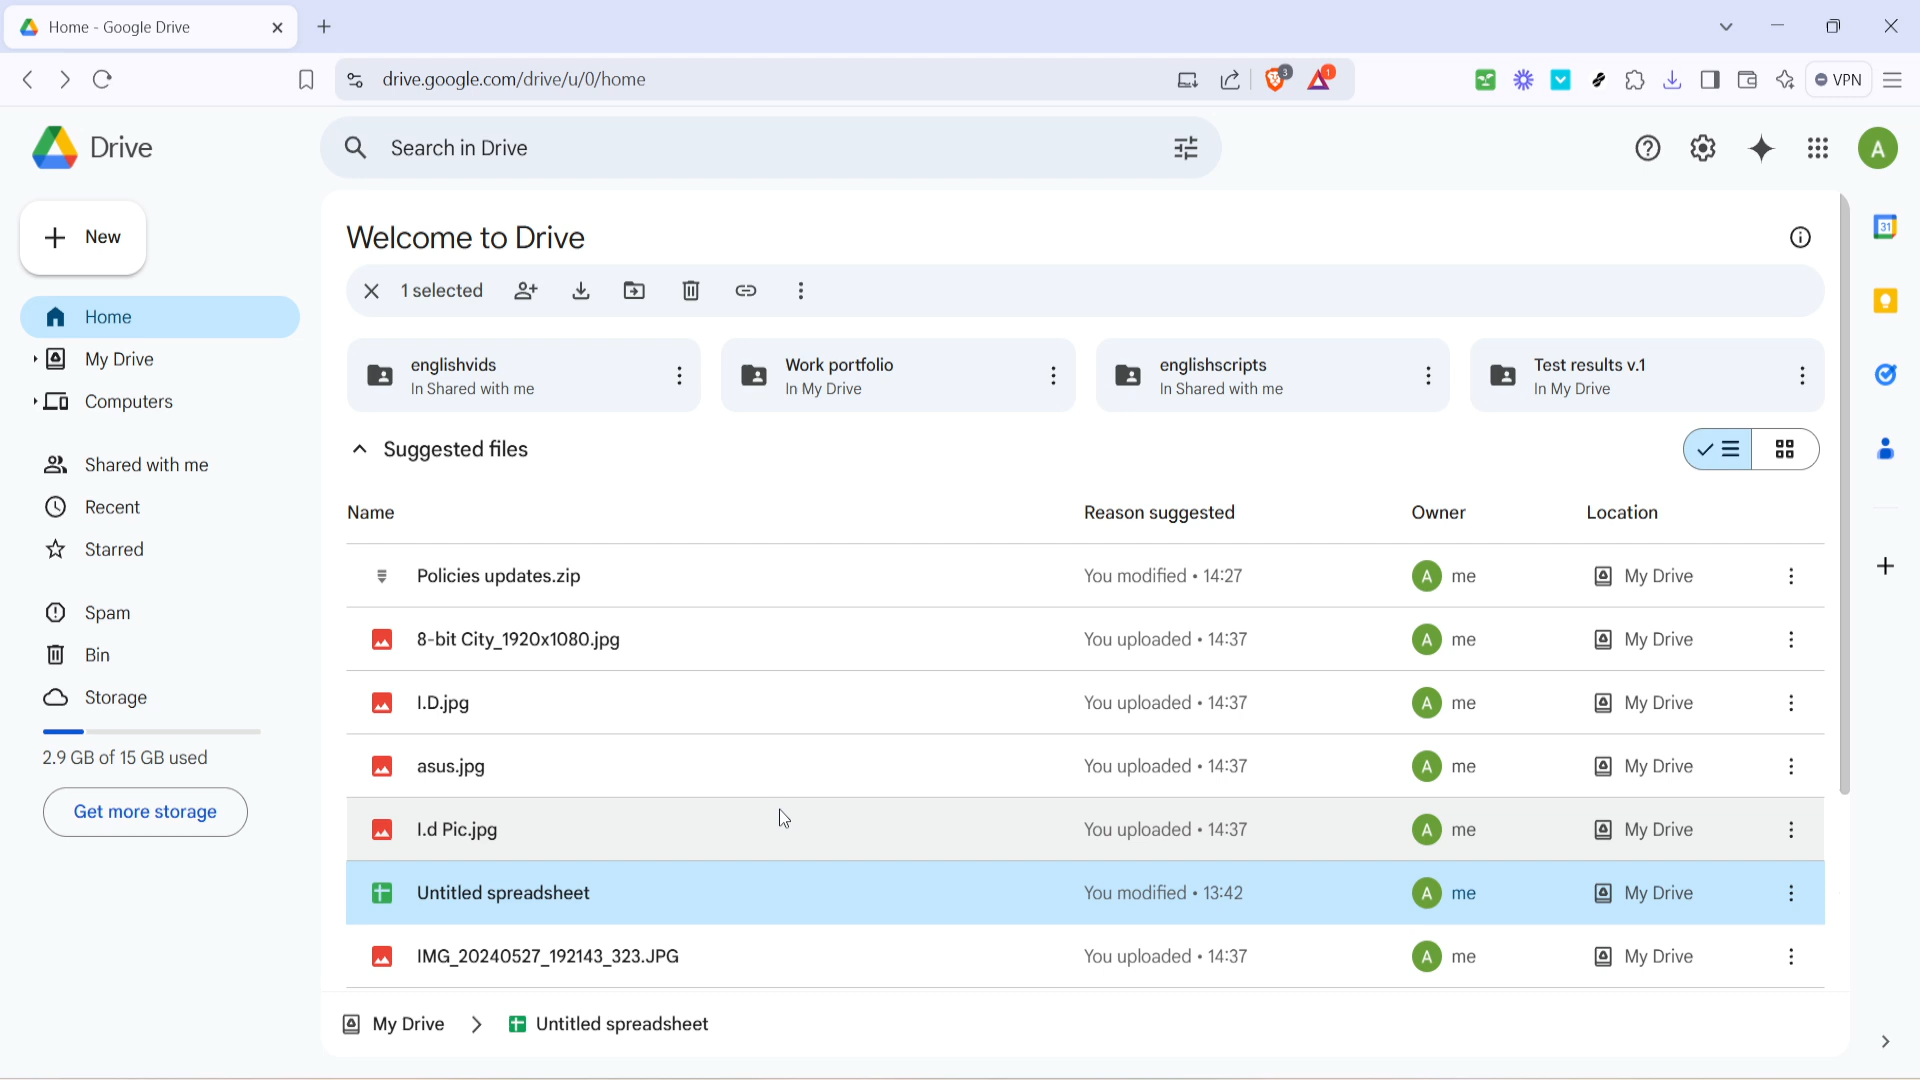 Home - Google Drive
drive.google.com/drive/u/0/home
3
1
VPN
Drive
Search in Drive
A
New
Home
My Drive
Computers
Shared with me
Recent
Starred
Spam
Bin
Storage
2.9 GB of 15 GB used
Get more storage
Welcome to Drive
1 selected
englishvids
In Shared with me
Work portfolio
In My Drive
englishscripts
In Shared with me
Test results v.1
In My Drive
Suggested files
Name Reason suggested Owner Location
Policies updates.zip You modified • 14:27 A me My Drive
8-bit City_1920x1080.jpg You uploaded • 14:37 A me My Drive
I.D.jpg You uploaded • 14:37 A me My Drive
asus.jpg You uploaded • 14:37 A me My Drive
I.d Pic.jpg You uploaded • 14:37 A me My Drive
Untitled spreadsheet You modified • 13:42 A me My Drive
IMG_20240527_192143_323.JPG You uploaded • 14:37 A me My Drive
My Drive > Untitled spreadsheet
31